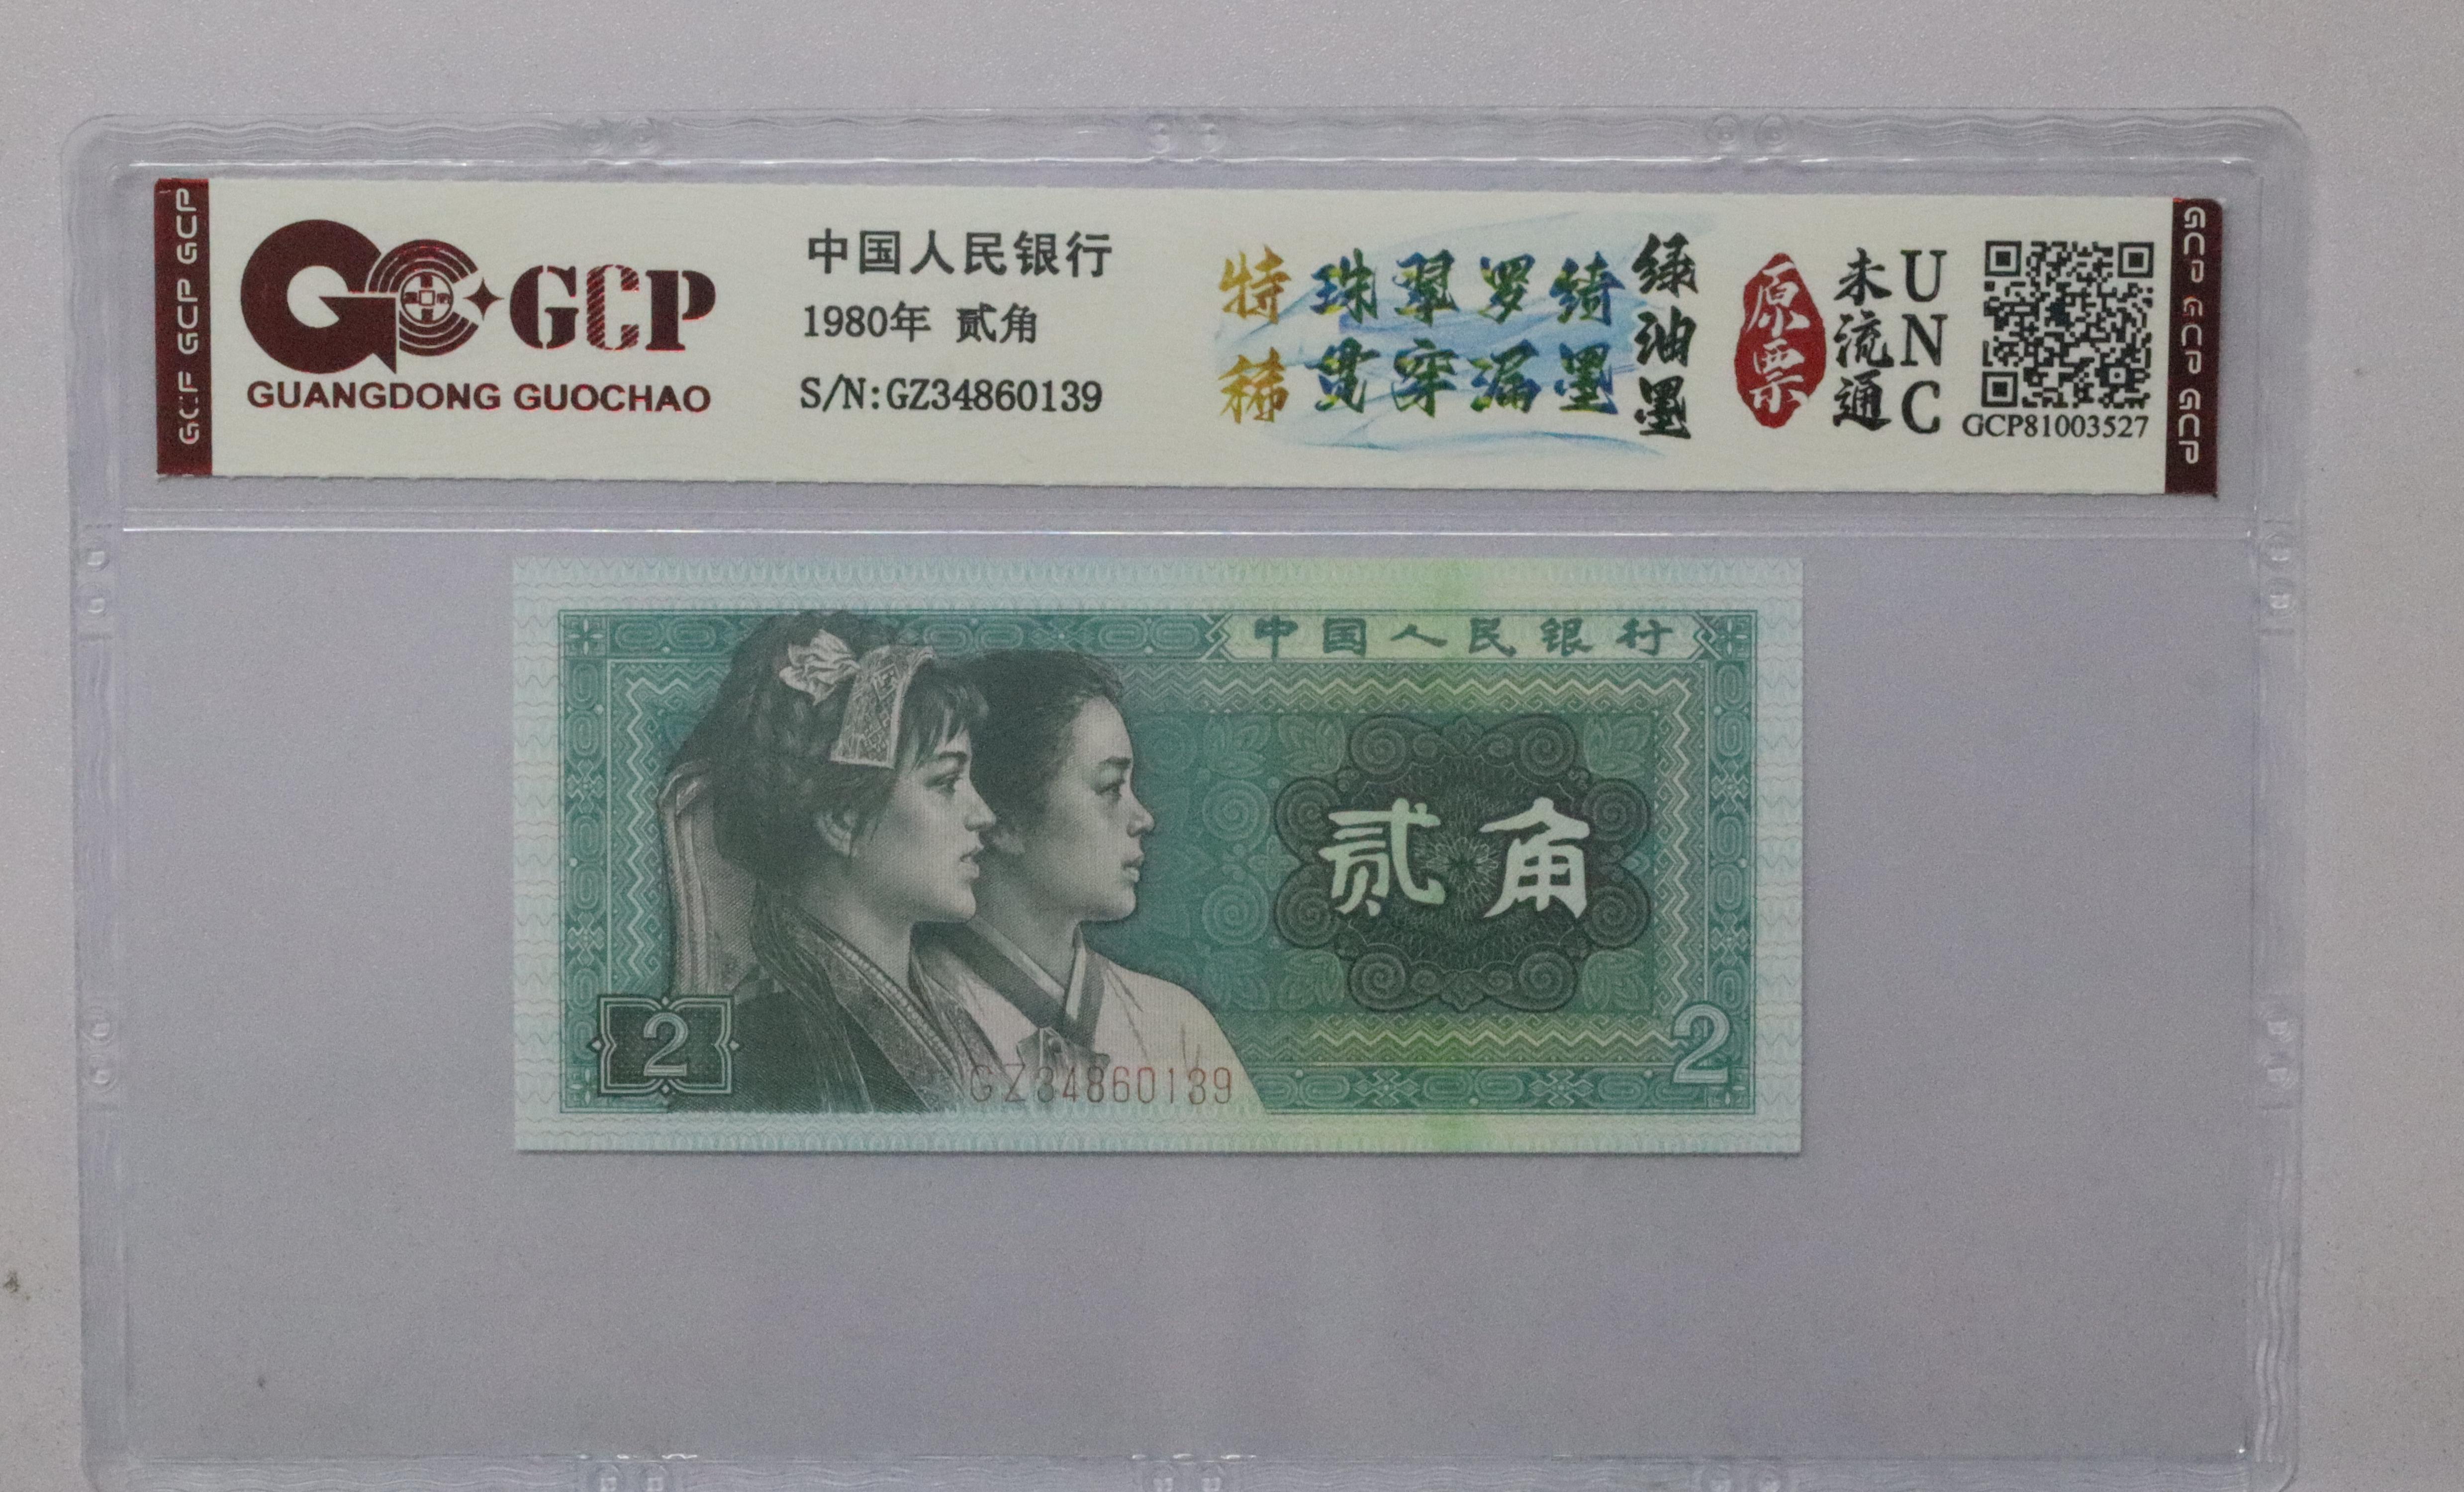 GCP GCP GCP
GCP
GUANGDONG GUOCHAO
中国人民银行
1980年 贰角
S/N:GZ34860139
特稀
珠翠罗绮
贯穿漏墨
绿油墨
原票
未流通
UNC
GCP81003527
GCP GCP GCP
中国人民银行
贰角
2
GZ34860139
2